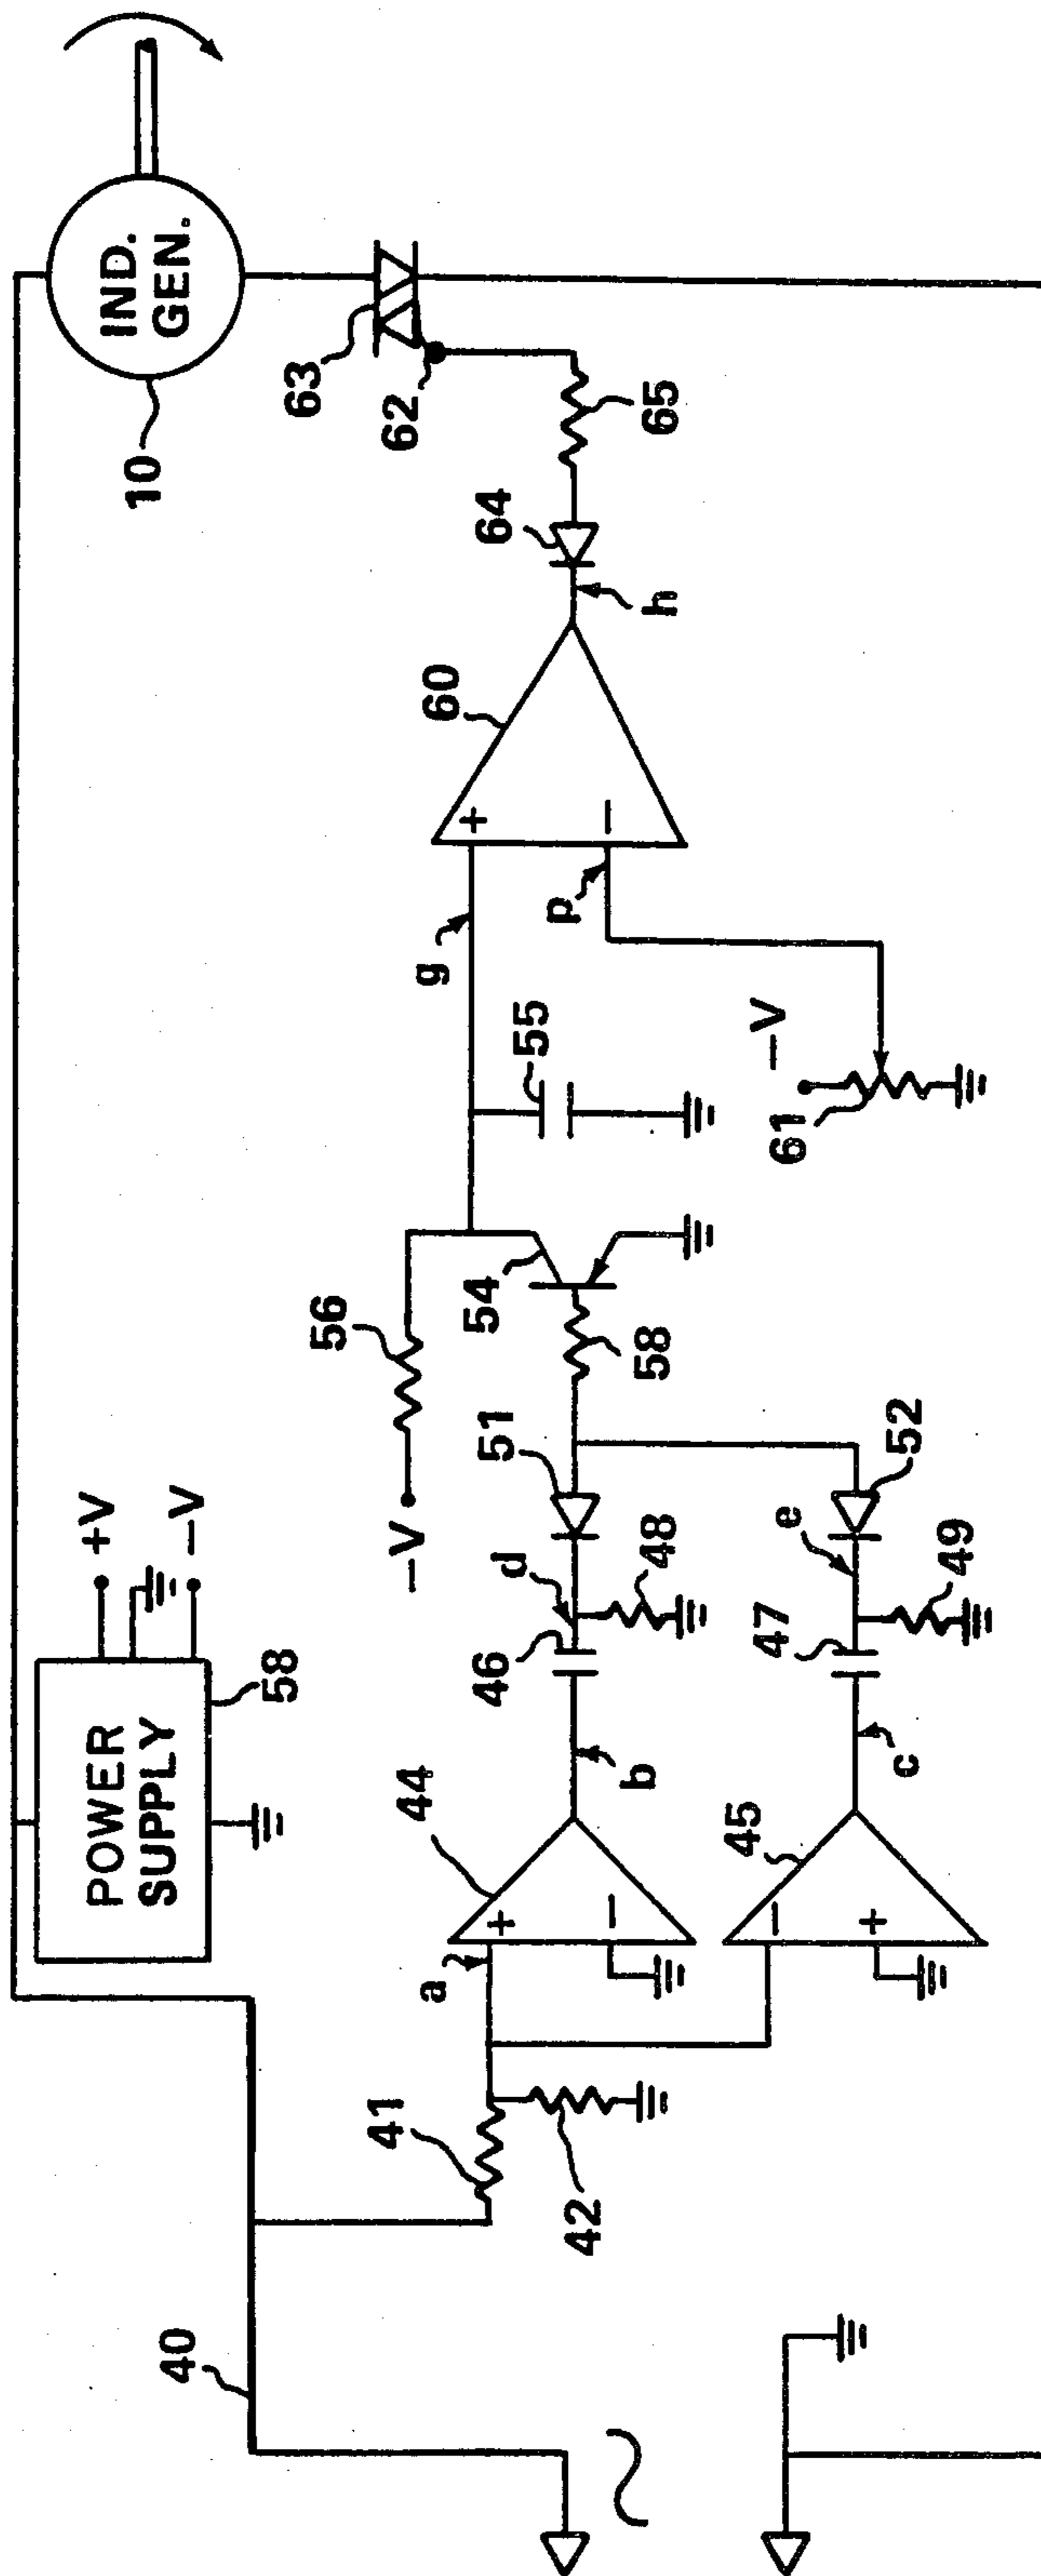 10
IND.
GEN.
63
62
65
64
h
60
+
−
g
p
55
−V
61
56
−V
54
58
POWER
SUPPLY
+V
−V
58
51
d
46
48
52
e
47
49
44
b
+
−
a
45
c
−
+
41
42
40